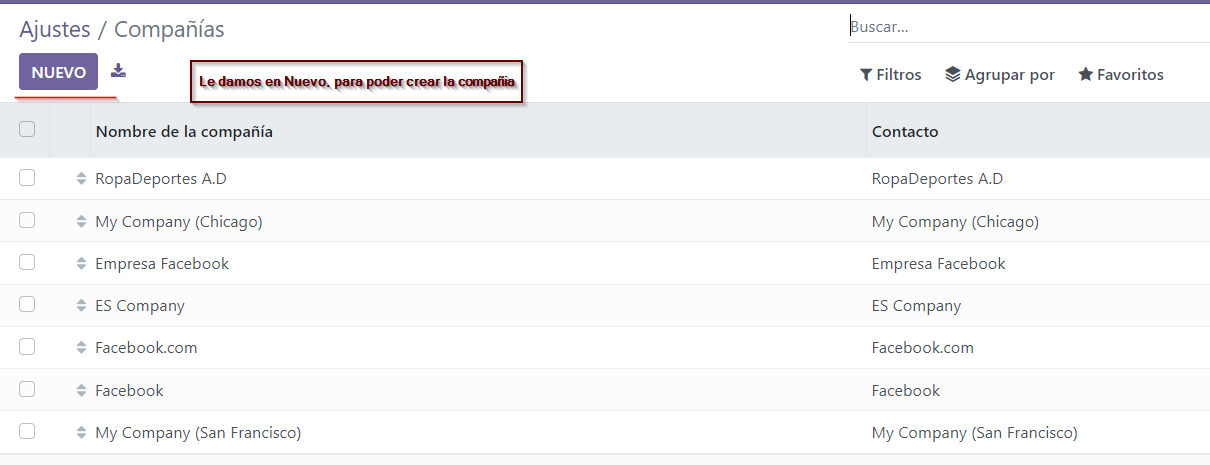 Ajustes / Compañías
Buscar...
NUEVO
Le damos en Nuevo, para poder crear la compañia
Filtros Agrupar por Favoritos
Nombre de la compañía Contacto
RopaDeportes A.D RopaDeportes A.D
My Company (Chicago) My Company (Chicago)
Empresa Facebook Empresa Facebook
ES Company ES Company
Facebook.com Facebook.com
Facebook Facebook
My Company (San Francisco) My Company (San Francisco)